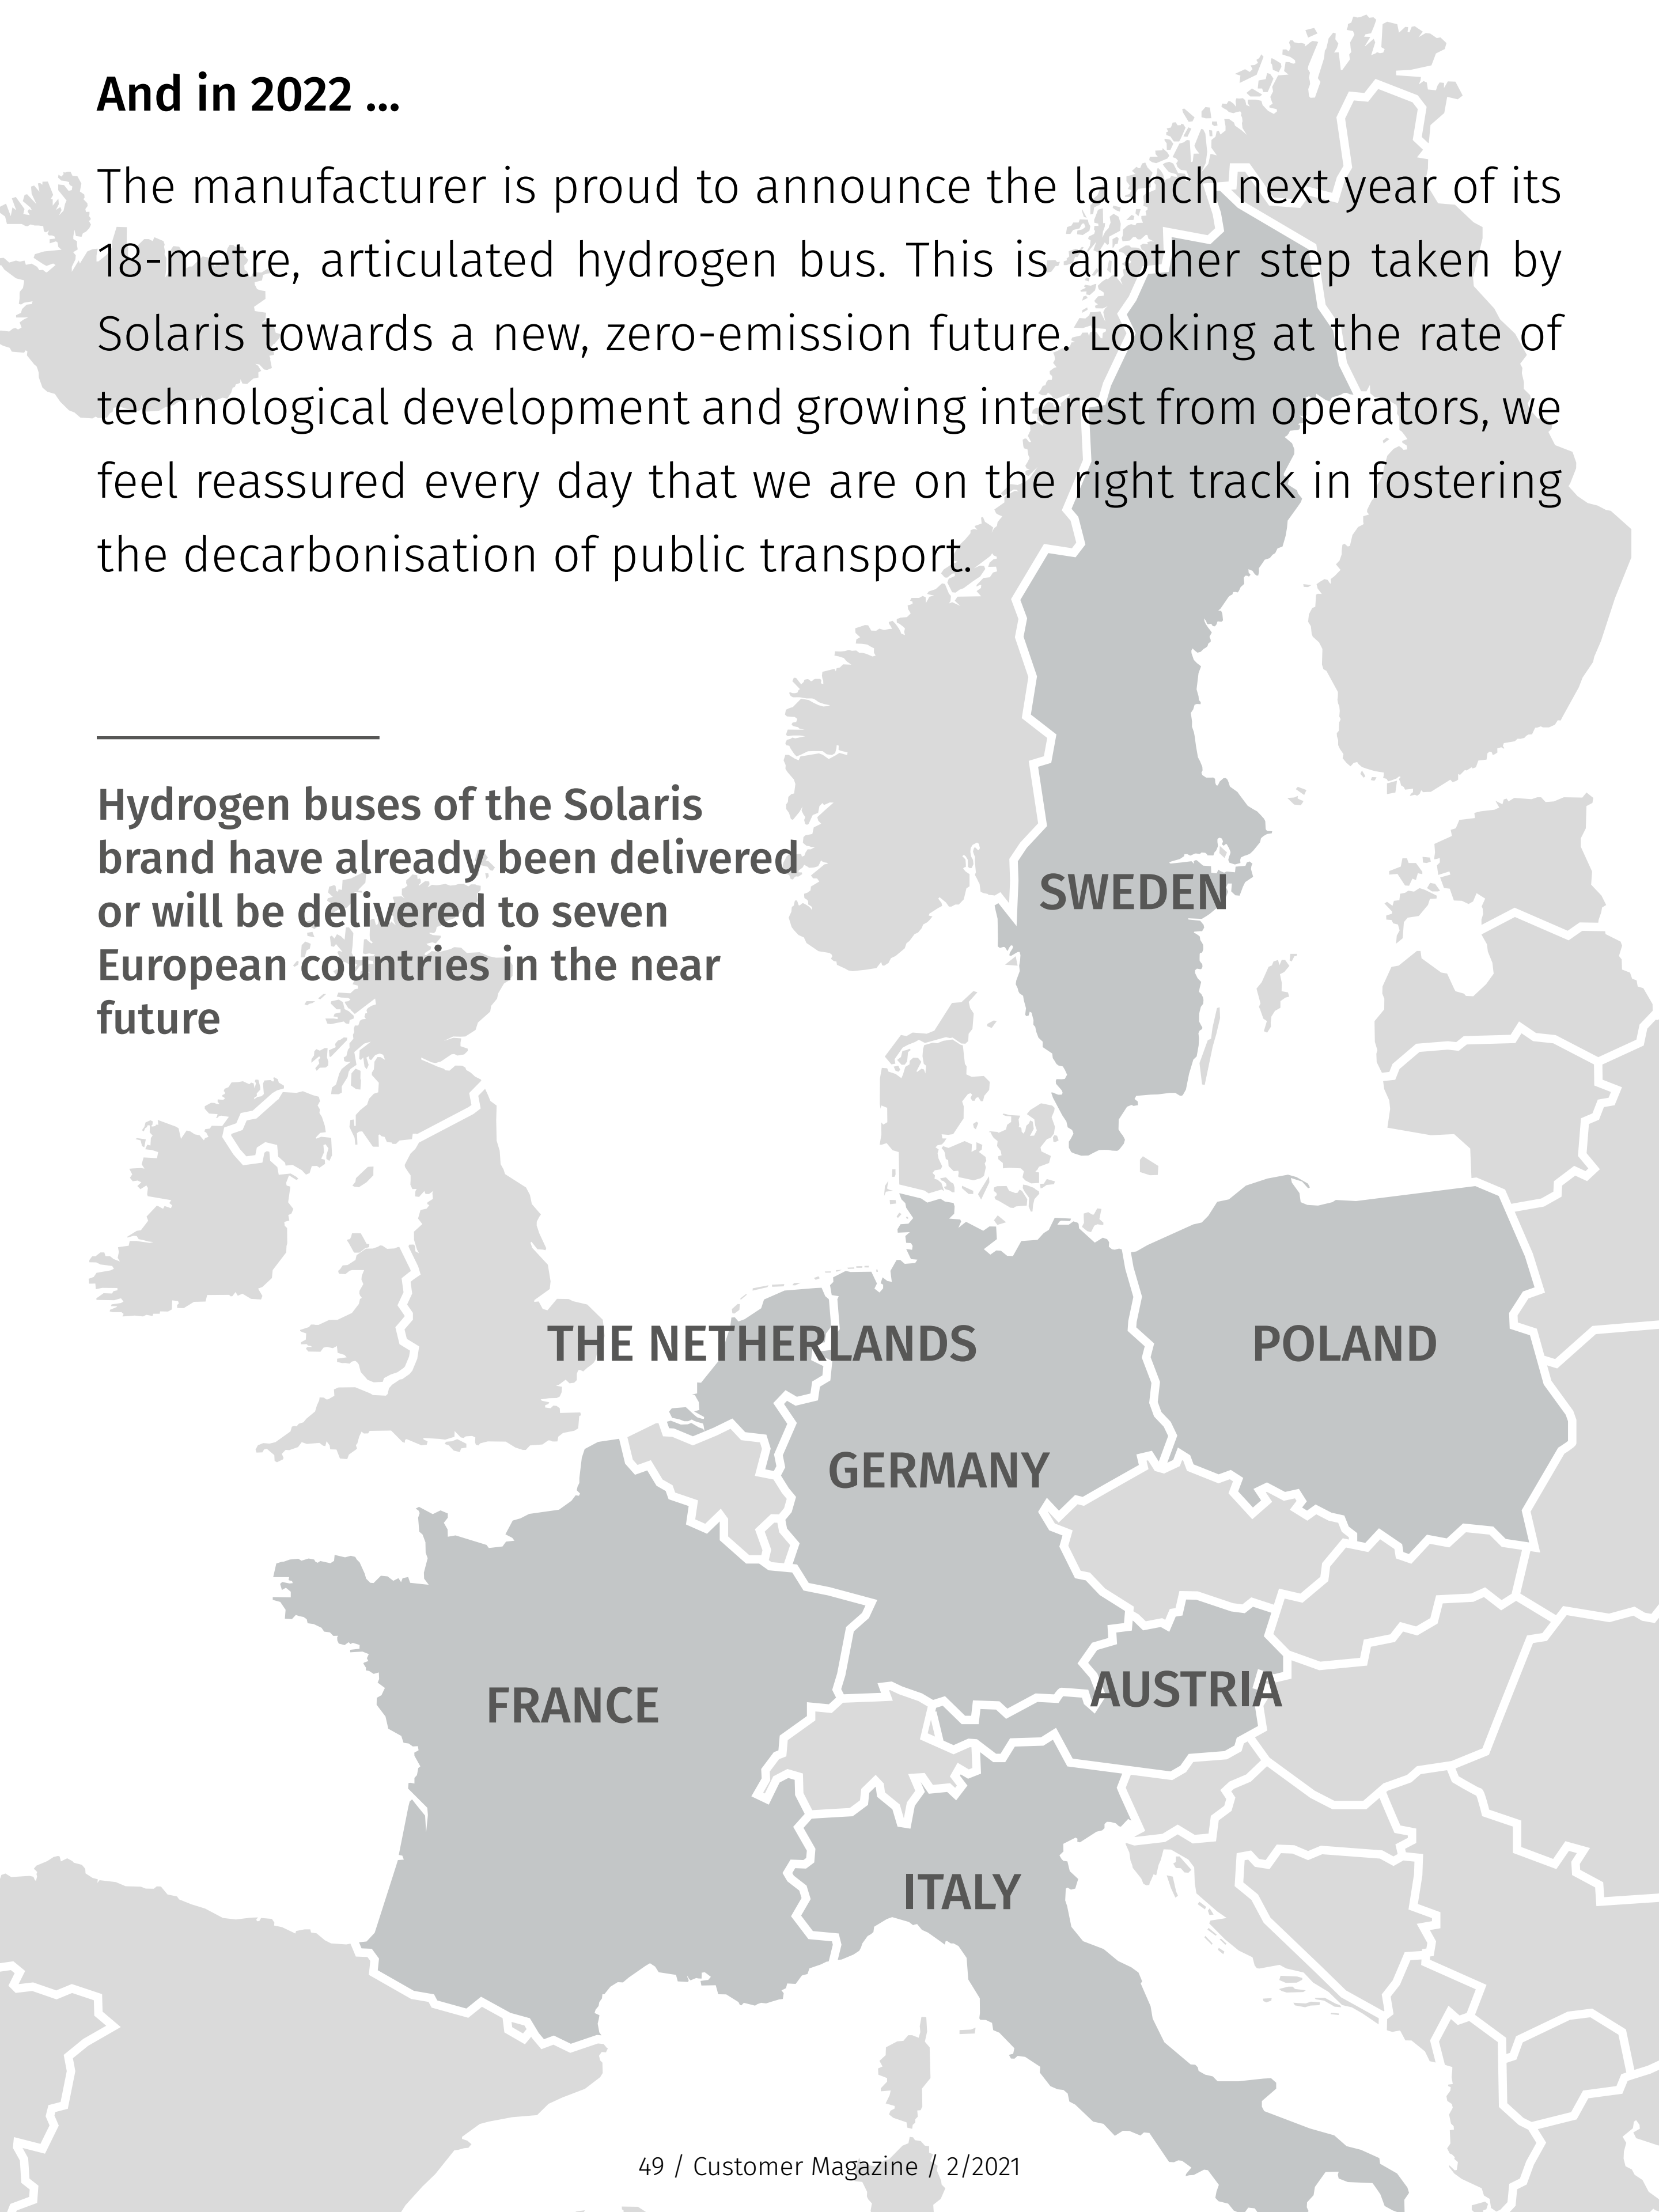 And in 2022 ...
The manufacturer is proud to announce the launch next year of its
18-metre, articulated hydrogen bus. This is another step taken by
Solaris towards a new, zero-emission future. Looking at the rate of
technological development and growing interest from operators, we
feel reassured every day that we are on the right track in fostering
the decarbonisation of public transport.
Hydrogen buses of the Solaris
brand have already been delivered
or will be delivered to seven
European countries in the near
future
SWEDEN
THE NETHERLANDS
POLAND
GERMANY
AUSTRIA
FRANCE
ITALY
49 / Customer Magazine / 2/2021